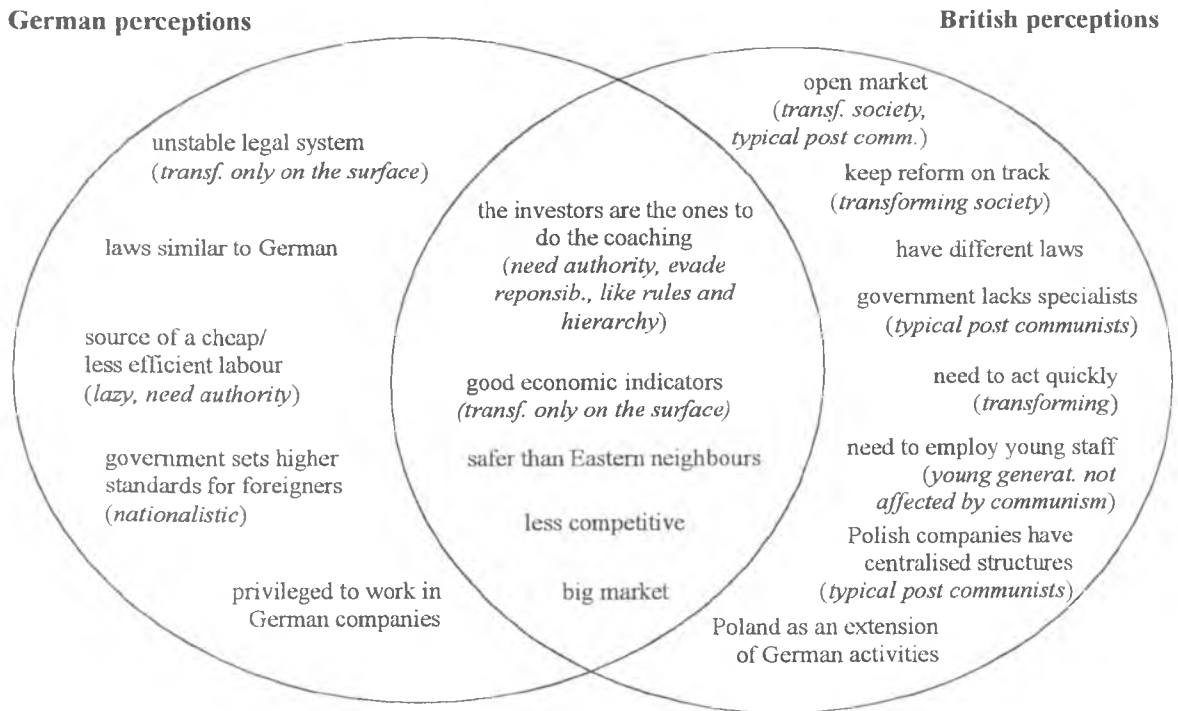 German perceptions
British perceptions
unstable legal system
(transf. only on the surface)
laws similar to German
source of a cheap/
less efficient labour
(lazy, need authority)
government sets higher
standards for foreigners
(nationalistic)
privileged to work in
German companies
the investors are the ones to
do the coaching
(need authority, evade
reponsib., like rules and
hierarchy)
good economic indicators
(transf. only on the surface)
safer than Eastern neighbours
less competitive
big market
open market
(transf. society,
typical post comm.)
keep reform on track
(transforming society)
have different laws
government lacks specialists
(typical post communists)
need to act quickly
(transforming)
need to employ young staff
(young generat. not
affected by communism)
Polish companies have
centralised structures
(typical post communists)
Poland as an extension
of German activities